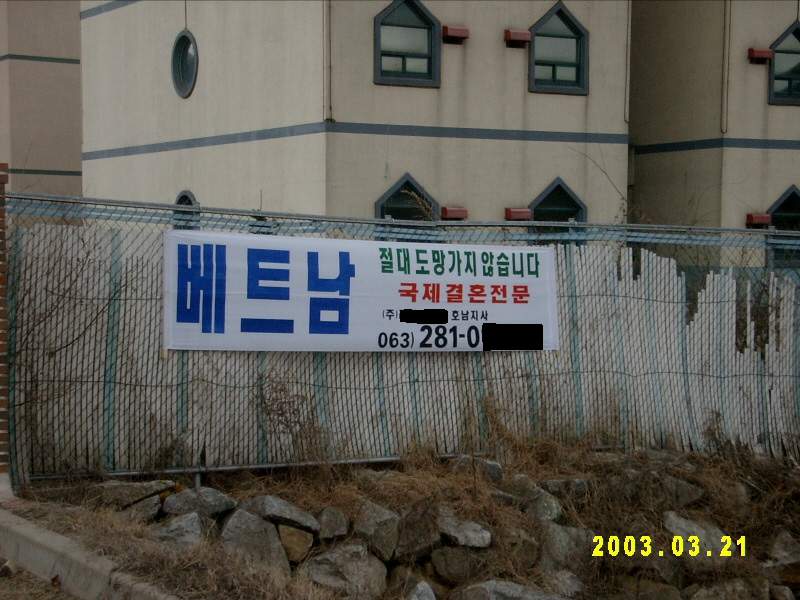 베트남
절대 도망가지 않습니다
국제결혼전문
(주) 호남지사
063) 281-0
2003.03.21